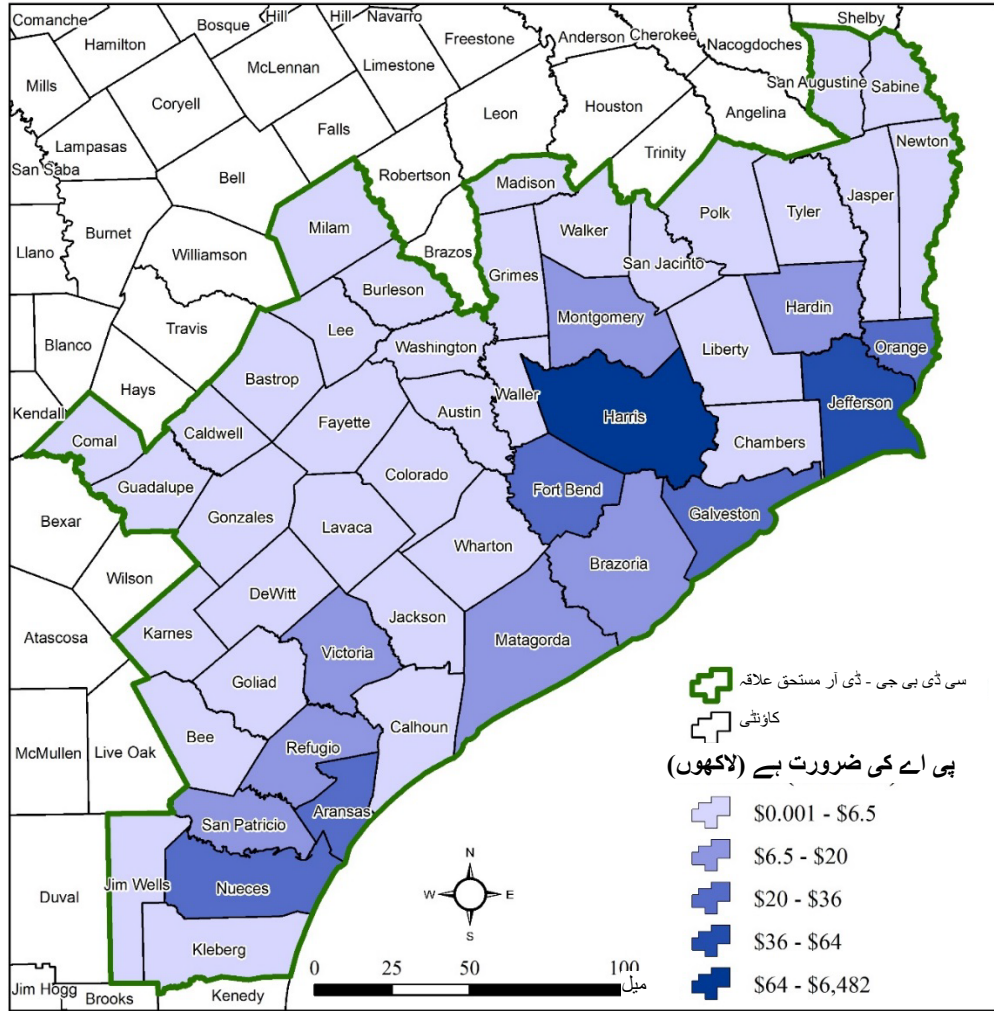 Comanche
Bosque
Hill
Hill
Navarro
Shelby
Hamilton
Freestone
Anderson
Cherokee
Nacogdoches
McLennan
Limestone
Mills
San Augustine
Sabine
Coryell
Leon
Houston
Angelina
Falls
Lampasas
Newton
San Saba
Bell
Robertson
Trinity
Madison
Jasper
Burnet
Milam
Walker
Polk
Tyler
Llano
Williamson
Brazos
San Jacinto
Grimes
Burleson
Hardin
Montgomery
Travis
Lee
Orange
Blanco
Washington
Liberty
Bastrop
Hays
Waller
Jefferson
Kendall
Fayette
Austin
Harris
Comal
Caldwell
Chambers
Colorado
Guadalupe
Fort Bend
Bexar
Gonzales
Galveston
Lavaca
Wharton
Brazoria
Wilson
DeWitt
Atascosa
Karnes
Jackson
Matagorda
Victoria
Goliad
Calhoun
Bee
McMullen
Live Oak
Refugio
Aransas
San Patricio
Duval
Jim Wells
Nueces
Kleberg
Jim Hogg
Brooks
Kenedy
سی ڈی بی جی - ڈی آر مستحق علاقہ
کاؤنٹی
پی اے کی ضرورت ہے (لاکھوں)
$0.001 - $6.5
$6.5 - $20
$20 - $36
$36 - $64
$64 - $6,482
N
W E
S
0 25 50 100
میل